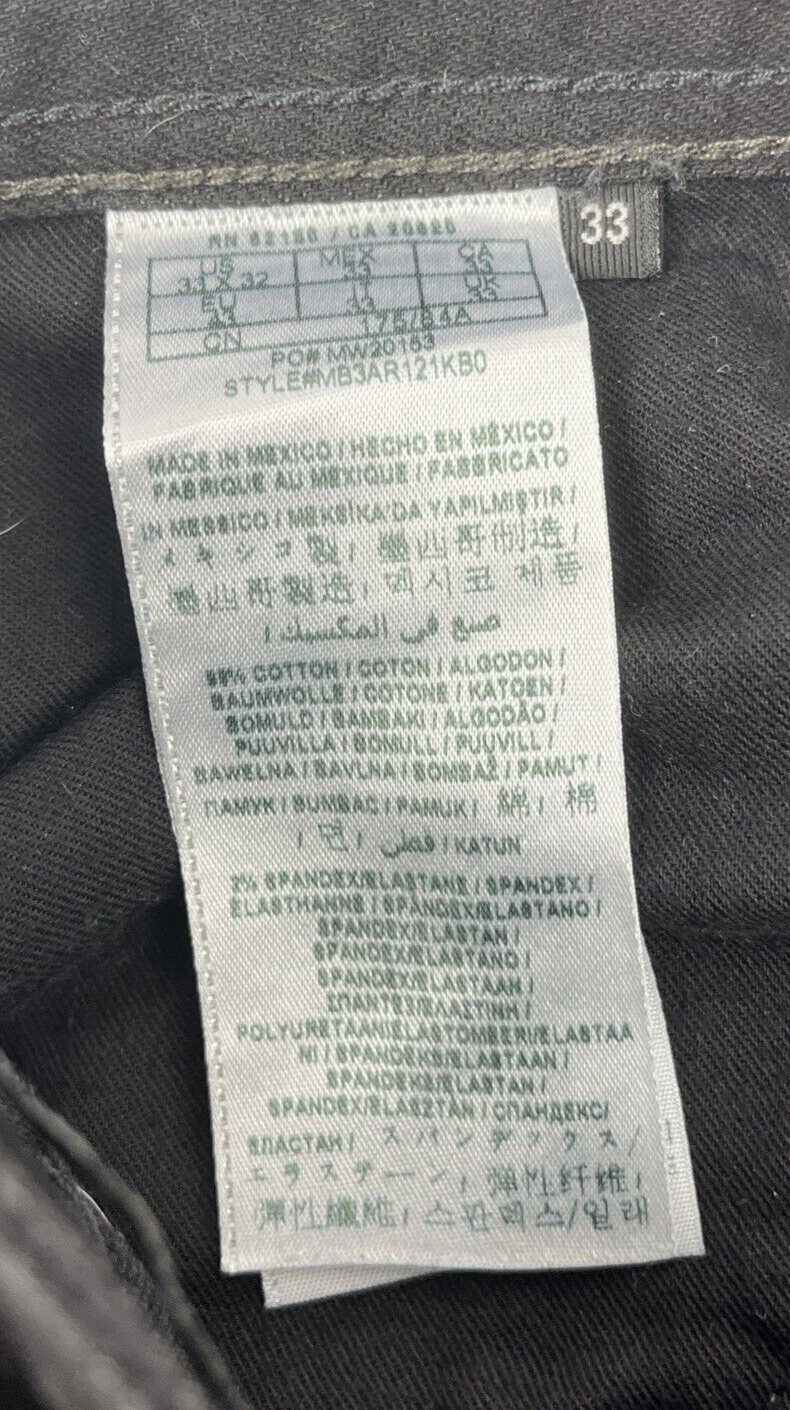 33
RN 62180 / CA 20825
US MEX CA
33 X 32 33 33
EU IT UK
43 33
CN 175/84A
PO# MW20153
STYLE#MB3AR121KB0
MADE IN MEXICO / HECHO EN MÉXICO /
FABRIQUE AU MEXIQUE / FABBRICATO
IN MESSICO / MEKSİKA'DA YAPILMIŞTIR /
メキシコ製 / 墨西哥制造 /
墨西哥製造 / 멕시코 제품
صنع في المكسيك /
98% COTTON / COTON / ALGODON /
BAUMWOLLE / COTONE / KATOEN /
BOMULD / BAMBAKI / ALGODÃO /
PUUVILLA / BOMULL / PUUVILL /
BAWEŁNA / BAVLNA / BOMBAŽ / PAMUT /
ПАМУК / BUMBAC / PAMUK / 綿 / 棉
/ 면 / قطن / KATUN
2% SPANDEX/ELASTANE / SPANDEX /
ELASTHANNE / SPANDEX/ELASTANO /
SPANDEX/ELASTAN /
SPANDEX/ELASTANO /
SPANDEX/ELASTAAN /
ΣΠΑΝΤΕΞ/ΕΛΑΣΤΙΝΗ /
POLYURETAANI/ELASTOMEERI/ELASTAA
NI / SPANDEKS/ELASTAAN /
SPANDEKS/ELASTAN /
SPANDEX/ELASZTÁN / СПАНДЕКС/
ЕЛАСТАН / スパンデックス/
エラステーン / 弹性纤维 /
彈性纖維 / 스판덱스/엘라